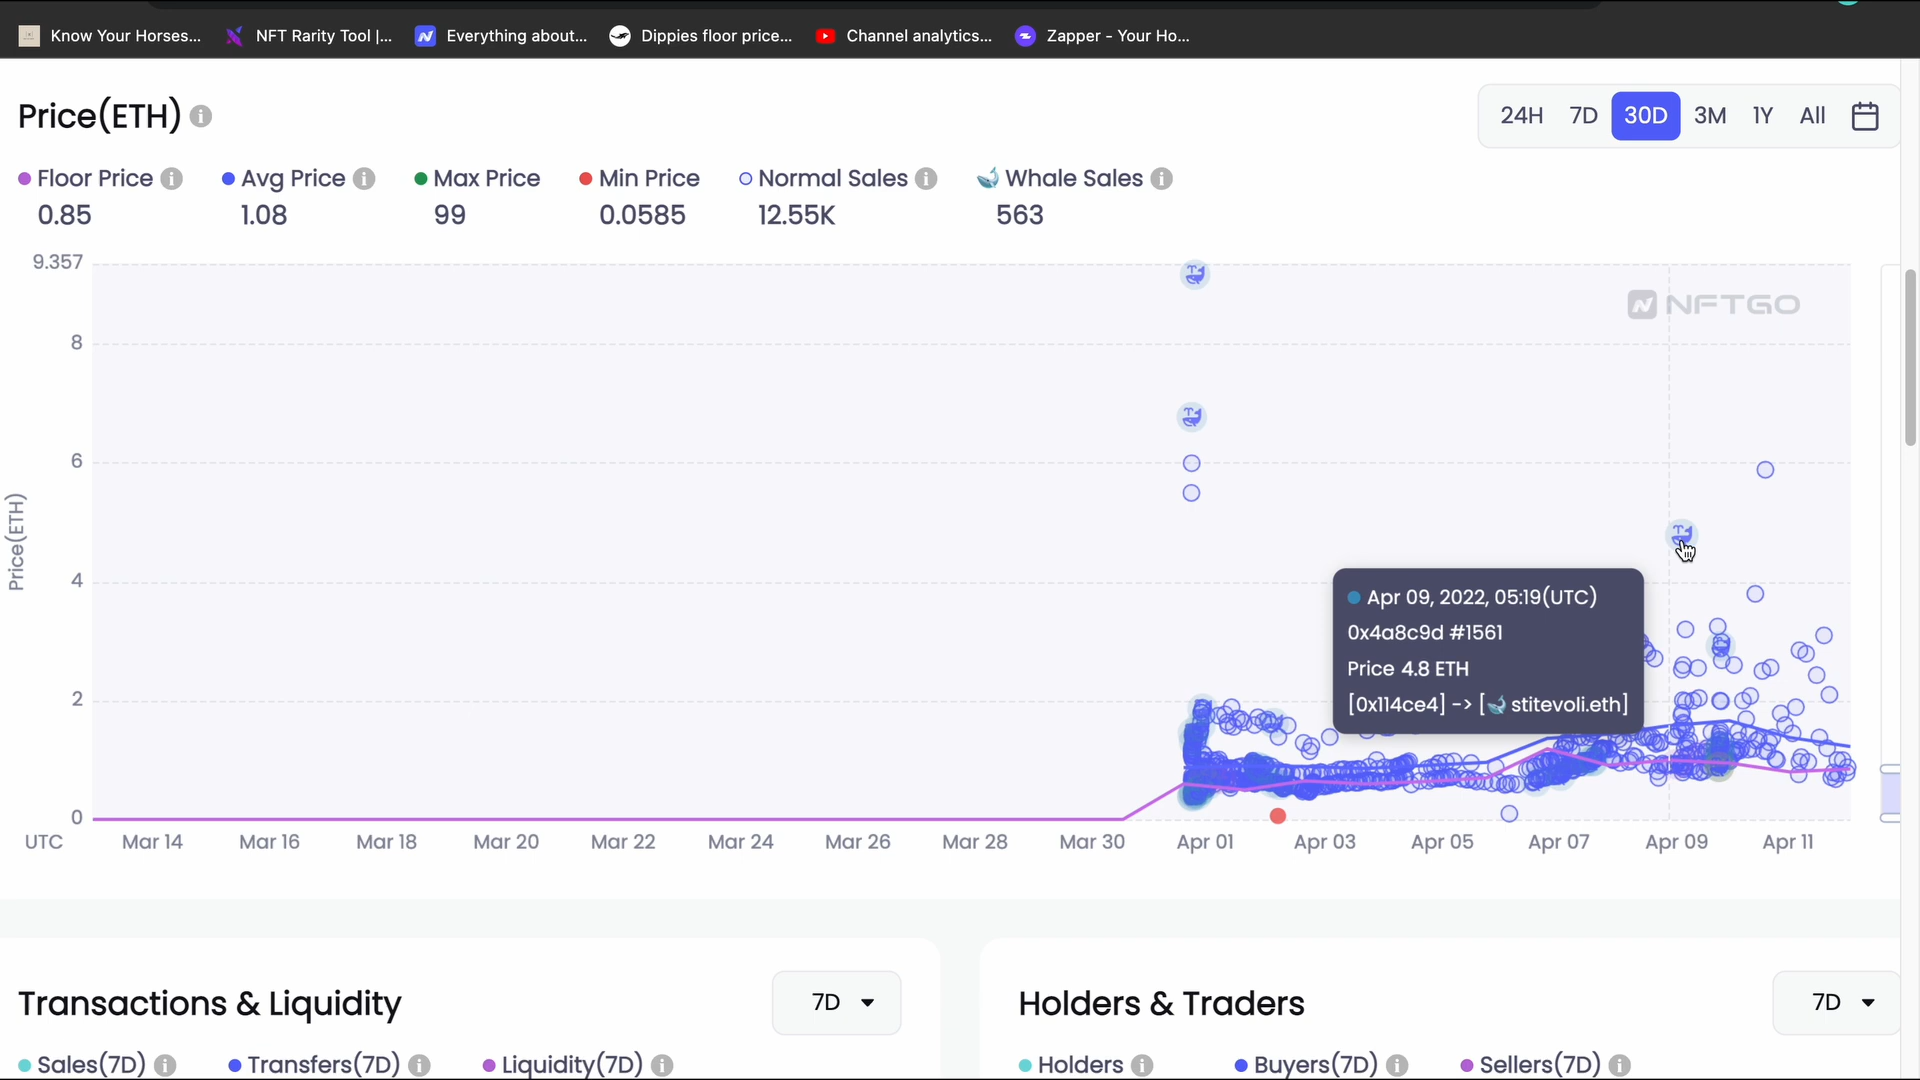 Know Your Horses... NFT Rarity Tool |... Everything about... Dippies floor price... Channel analytics... Zapper - Your Ho...
Price(ETH)
24H 7D 30D 3M 1Y All
Floor Price Avg Price Max Price Min Price Normal Sales Whale Sales
0.85 1.08 99 0.0585 12.55K 563
9.357
NFTGO
8
6
4
2
0
Price(ETH)
Apr 09, 2022, 05:19(UTC)
0x4a8c9d #1561
Price 4.8 ETH
[0x114ce4] -> [🐋 stitevoli.eth]
UTC Mar 14 Mar 16 Mar 18 Mar 20 Mar 22 Mar 24 Mar 26 Mar 28 Mar 30 Apr 01 Apr 03 Apr 05 Apr 07 Apr 09 Apr 11
Transactions & Liquidity 7D
Sales(7D) Transfers(7D) Liquidity(7D)
Holders & Traders 7D
Holders Buyers(7D) Sellers(7D)